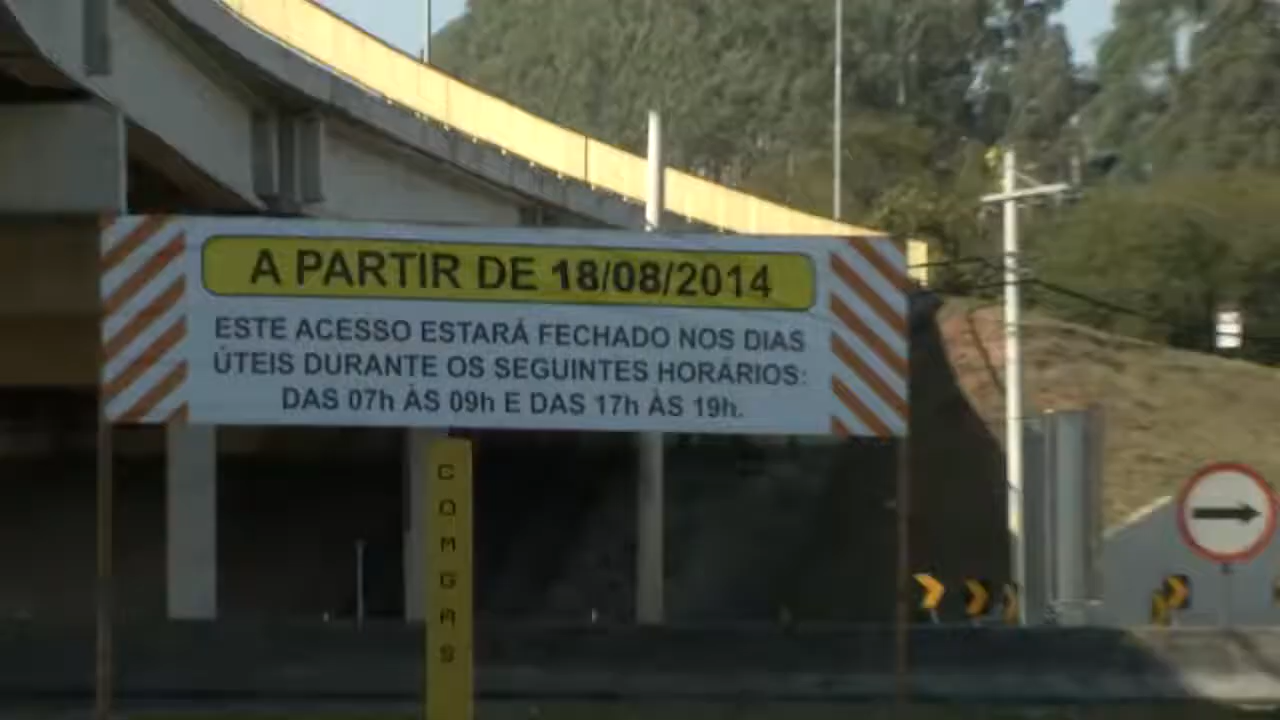 A PARTIR DE 18/08/2014
ESTE ACESSO ESTARÁ FECHADO NOS DIAS
ÚTEIS DURANTE OS SEGUINTES HORÁRIOS:
DAS 07h ÀS 09h E DAS 17h ÀS 19h.
COMGAS